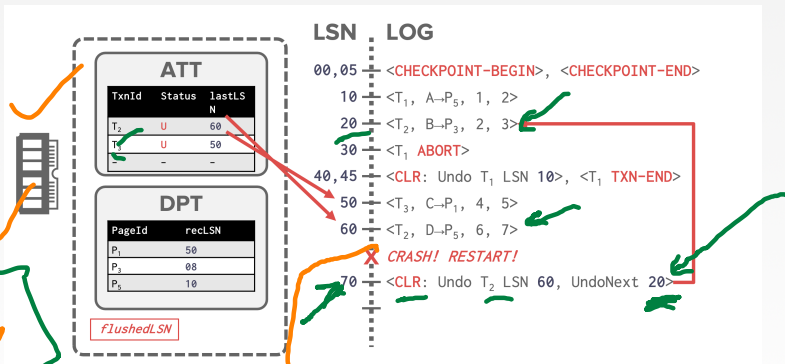 LSN LOG
ATT
TxnId Status lastLS
N
T₂ U 60
T₃ U 50
- - -
DPT
PageId recLSN
P₁ 50
P₃ 08
P₅ 10
flushedLSN
00,05 <CHECKPOINT-BEGIN>, <CHECKPOINT-END>
10 <T₁, A→P₅, 1, 2>
20 <T₂, B→P₃, 2, 3>
30 <T₁ ABORT>
40,45 <CLR: Undo T₁ LSN 10>, <T₁ TXN-END>
50 <T₃, C→P₁, 4, 5>
60 <T₂, D→P₅, 6, 7>
X CRASH! RESTART!
70 <CLR: Undo T₂ LSN 60, UndoNext 20>